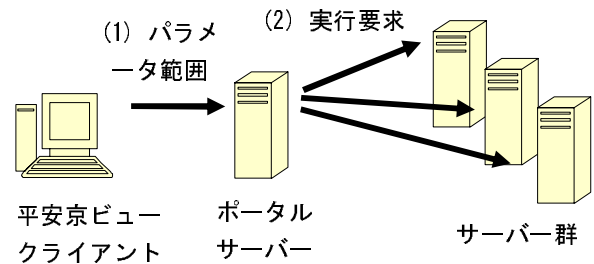 (1) パラメ
ータ範囲
(2) 実行要求
平安京ビュー
クライアント
ポータル
サーバー
サーバー群